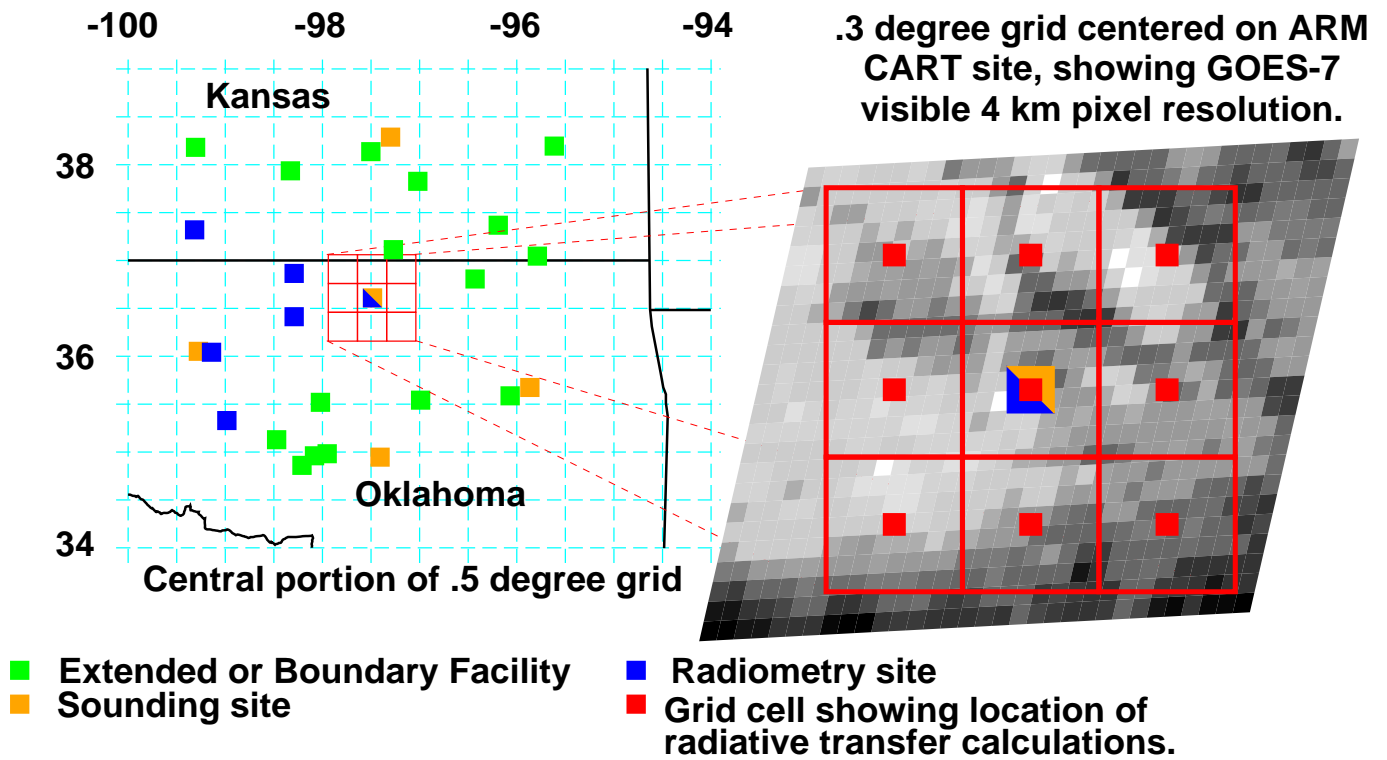 -100 -98 -96 -94
.3 degree grid centered on ARM
CART site, showing GOES-7
visible 4 km pixel resolution.
Kansas
38
36
Oklahoma
34
Central portion of .5 degree grid
Extended or Boundary Facility
Sounding site
Radiometry site
Grid cell showing location of
radiative transfer calculations.